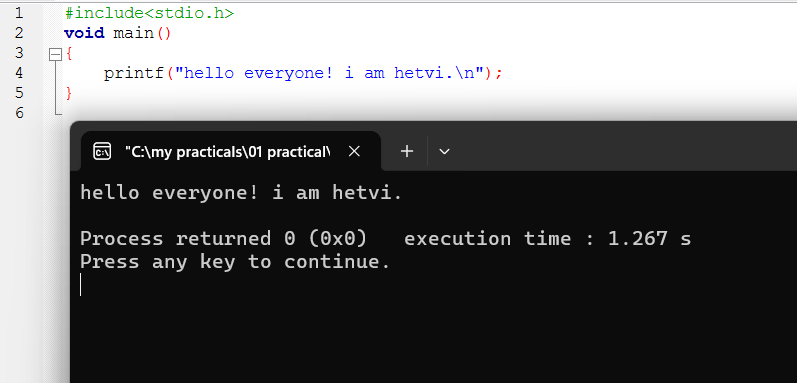 1 #include<stdio.h>
2 void main()
3 {
4 printf("hello everyone! i am hetvi.\n");
5 }
6
"C:\my practicals\01 practical\
hello everyone! i am hetvi.
Process returned 0 (0x0) execution time : 1.267 s
Press any key to continue.